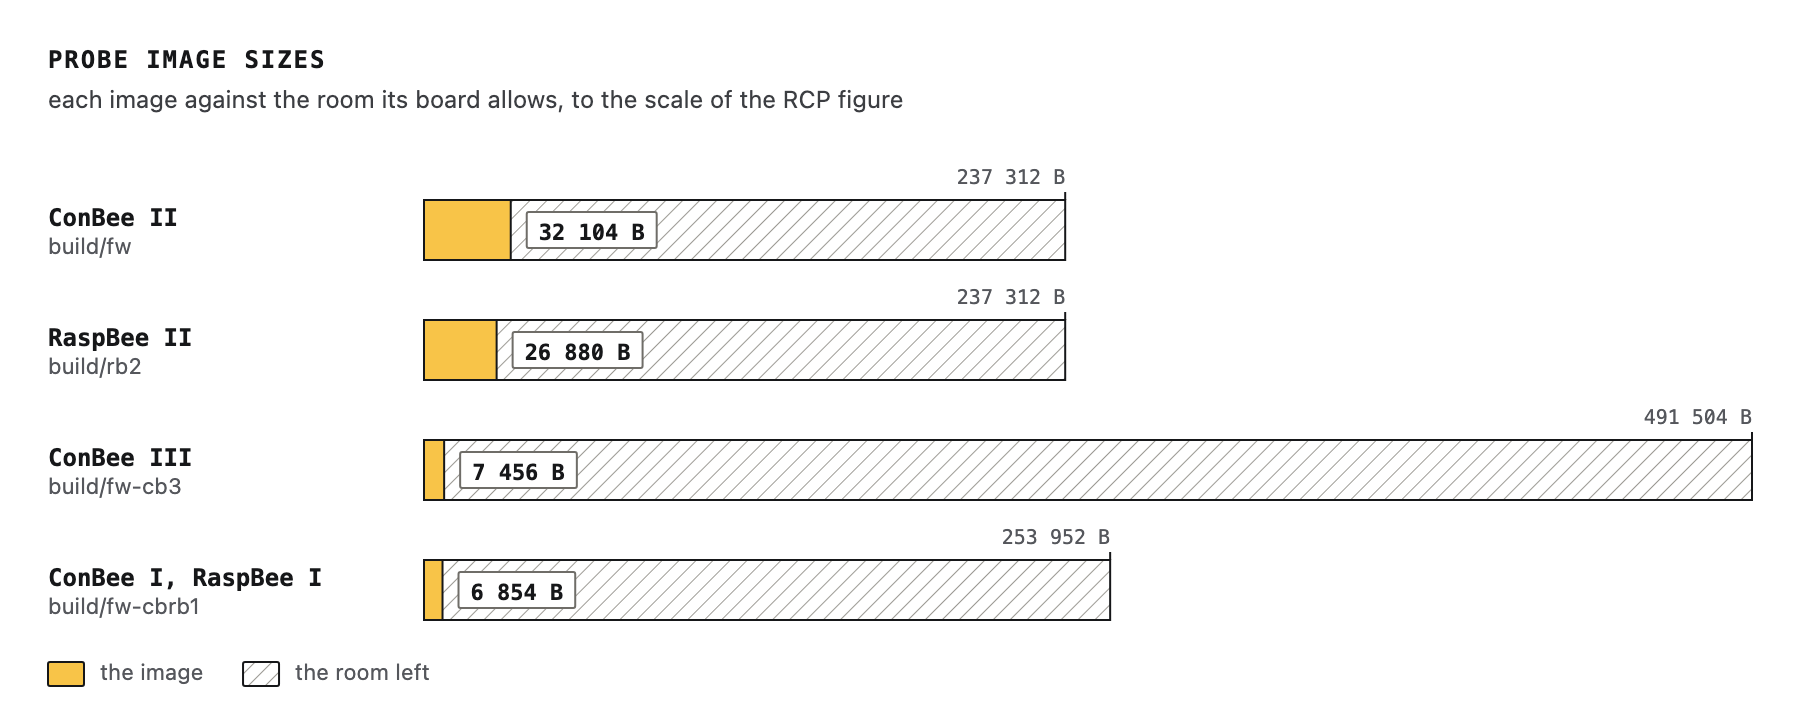 PROBE IMAGE SIZES
each image against the room its board allows, to the scale of the RCP figure
237 312 B
ConBee II
build/fw
32 104 B
237 312 B
RaspBee II
build/rb2
26 880 B
491 504 B
ConBee III
build/fw-cb3
7 456 B
253 952 B
ConBee I, RaspBee I
build/fw-cbrb1
6 854 B
the image
the room left